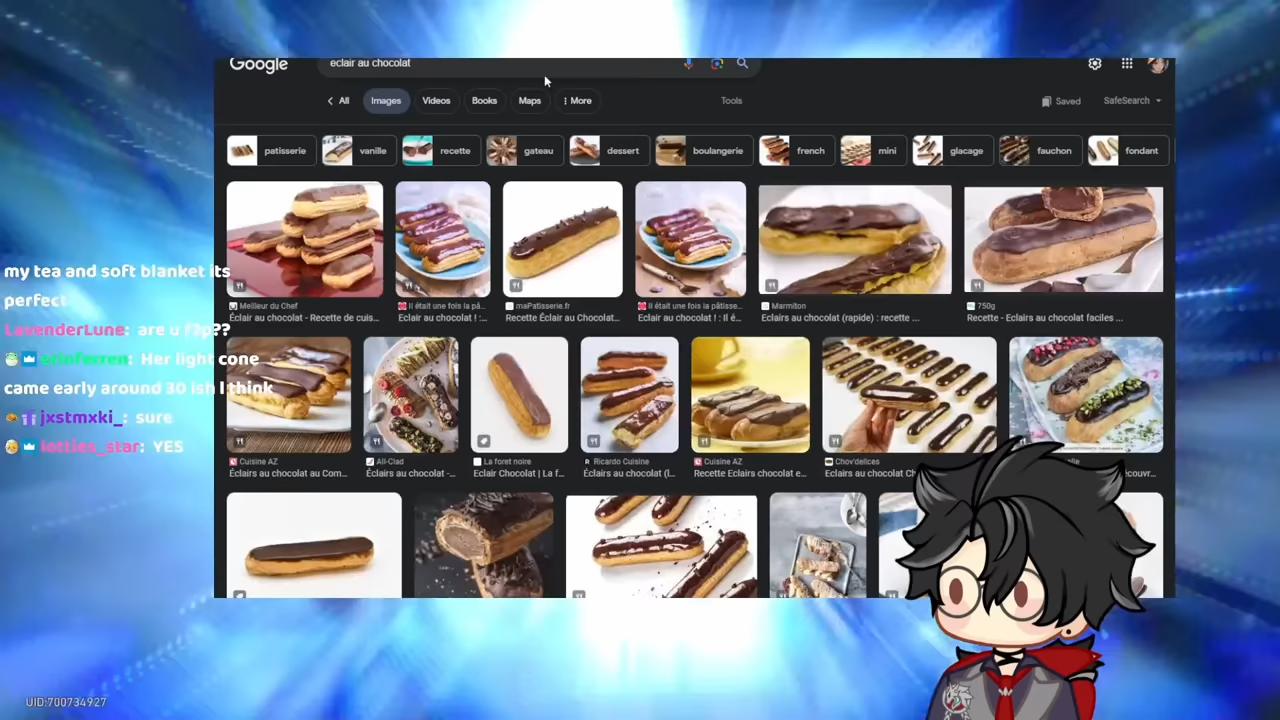 Google
eclair au chocolat
All
Images
Videos
Books
Maps
More
Tools
Saved
SafeSearch
patisserie
vanille
recette
gateau
dessert
boulangerie
french
mini
glacage
fauchon
fondant
Meilleur du Chef
Éclair au chocolat - Recette de cuis...
Il était une fois la pâ...
Eclair au chocolat ! :...
maPatisserie.fr
Recette Éclair au Chocolat...
Il était une fois la pâtisse...
Eclair au chocolat ! : Il é...
Marmiton
Eclairs au chocolat (rapide) : recette ...
750g
Recette - Eclairs au chocolat faciles ...
my tea and soft blanket its
perfect
LavenderLune: are u f2p??
erinferren: Her light cone
came early around 30 ish I think
jxstmxki_: sure
lotties_star: YES
Cuisine AZ
Éclairs au chocolat au Com...
All-Clad
Éclairs au chocolat -...
La foret noire
Eclair Chocolat | La f...
Ricardo Cuisine
Éclairs au chocolat (l...
Cuisine AZ
Recette Eclairs chocolat e...
Chov'delices
Eclairs au chocolat Ch
couvr...
UID:700734927